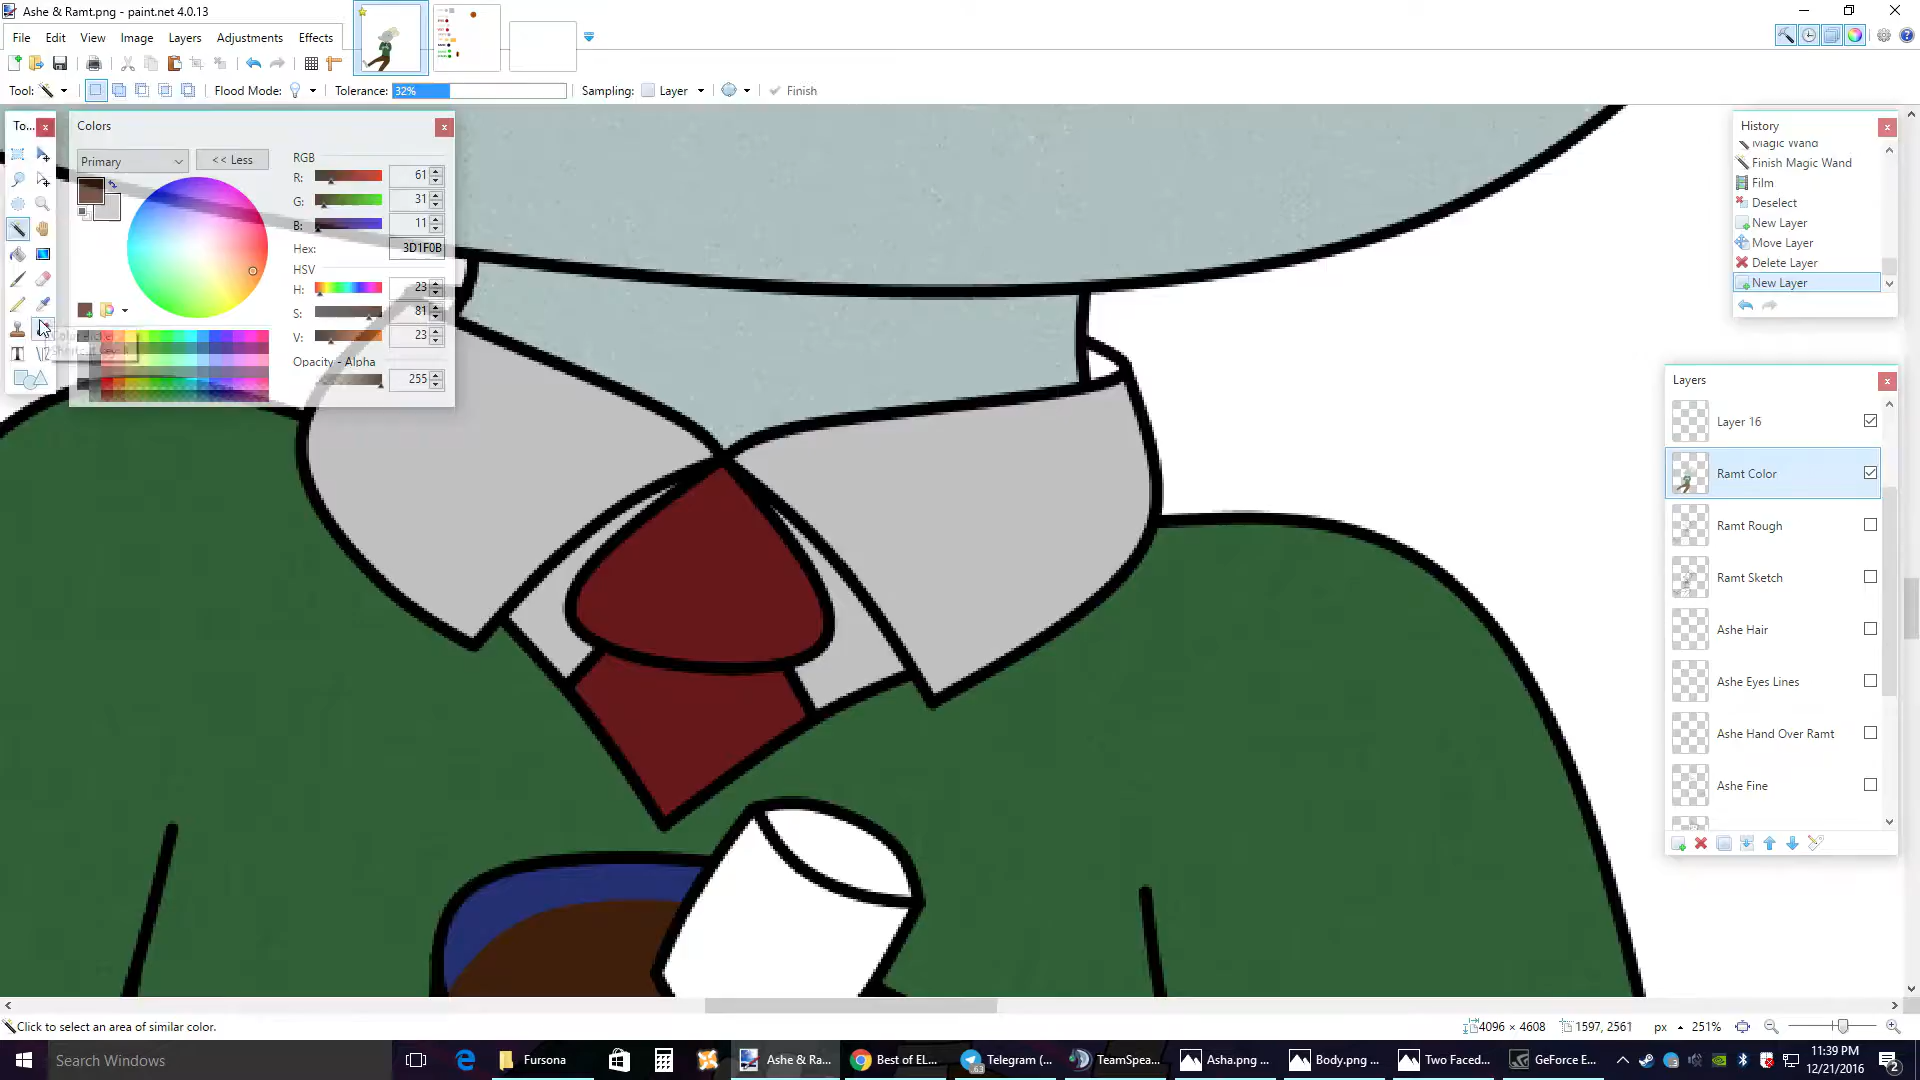 Ashe & Ramt.png - paint.net 4.0.13
File Edit View Image Layers Adjustments Effects
Tool: Flood Mode: Tolerance: 32% Sampling: Layer Finish
To...
Colors
Primary
<< Less
RGB
R: 61
G: 31
B: 11
Hex: 3D1F0B
HSV
H: 23
S: 81
V: 23
Opacity - Alpha
255
History
Magic Wand
Finish Magic Wand
Film
Deselect
New Layer
Move Layer
Delete Layer
New Layer
Layers
Layer 16
Ramt Color
Ramt Rough
Ramt Sketch
Ashe Hair
Ashe Eyes Lines
Ashe Hand Over Ramt
Ashe Fine
Click to select an area of similar color.
4096 × 4608 1597, 2561 px 251%
Search Windows
Fursona
Ashe & Ra...
Best of EL...
Telegram (...
63
TeamSpea...
Asha.png ...
Body.png ...
Two Faced...
GeForce E...
11:39 PM
12/21/2016
2